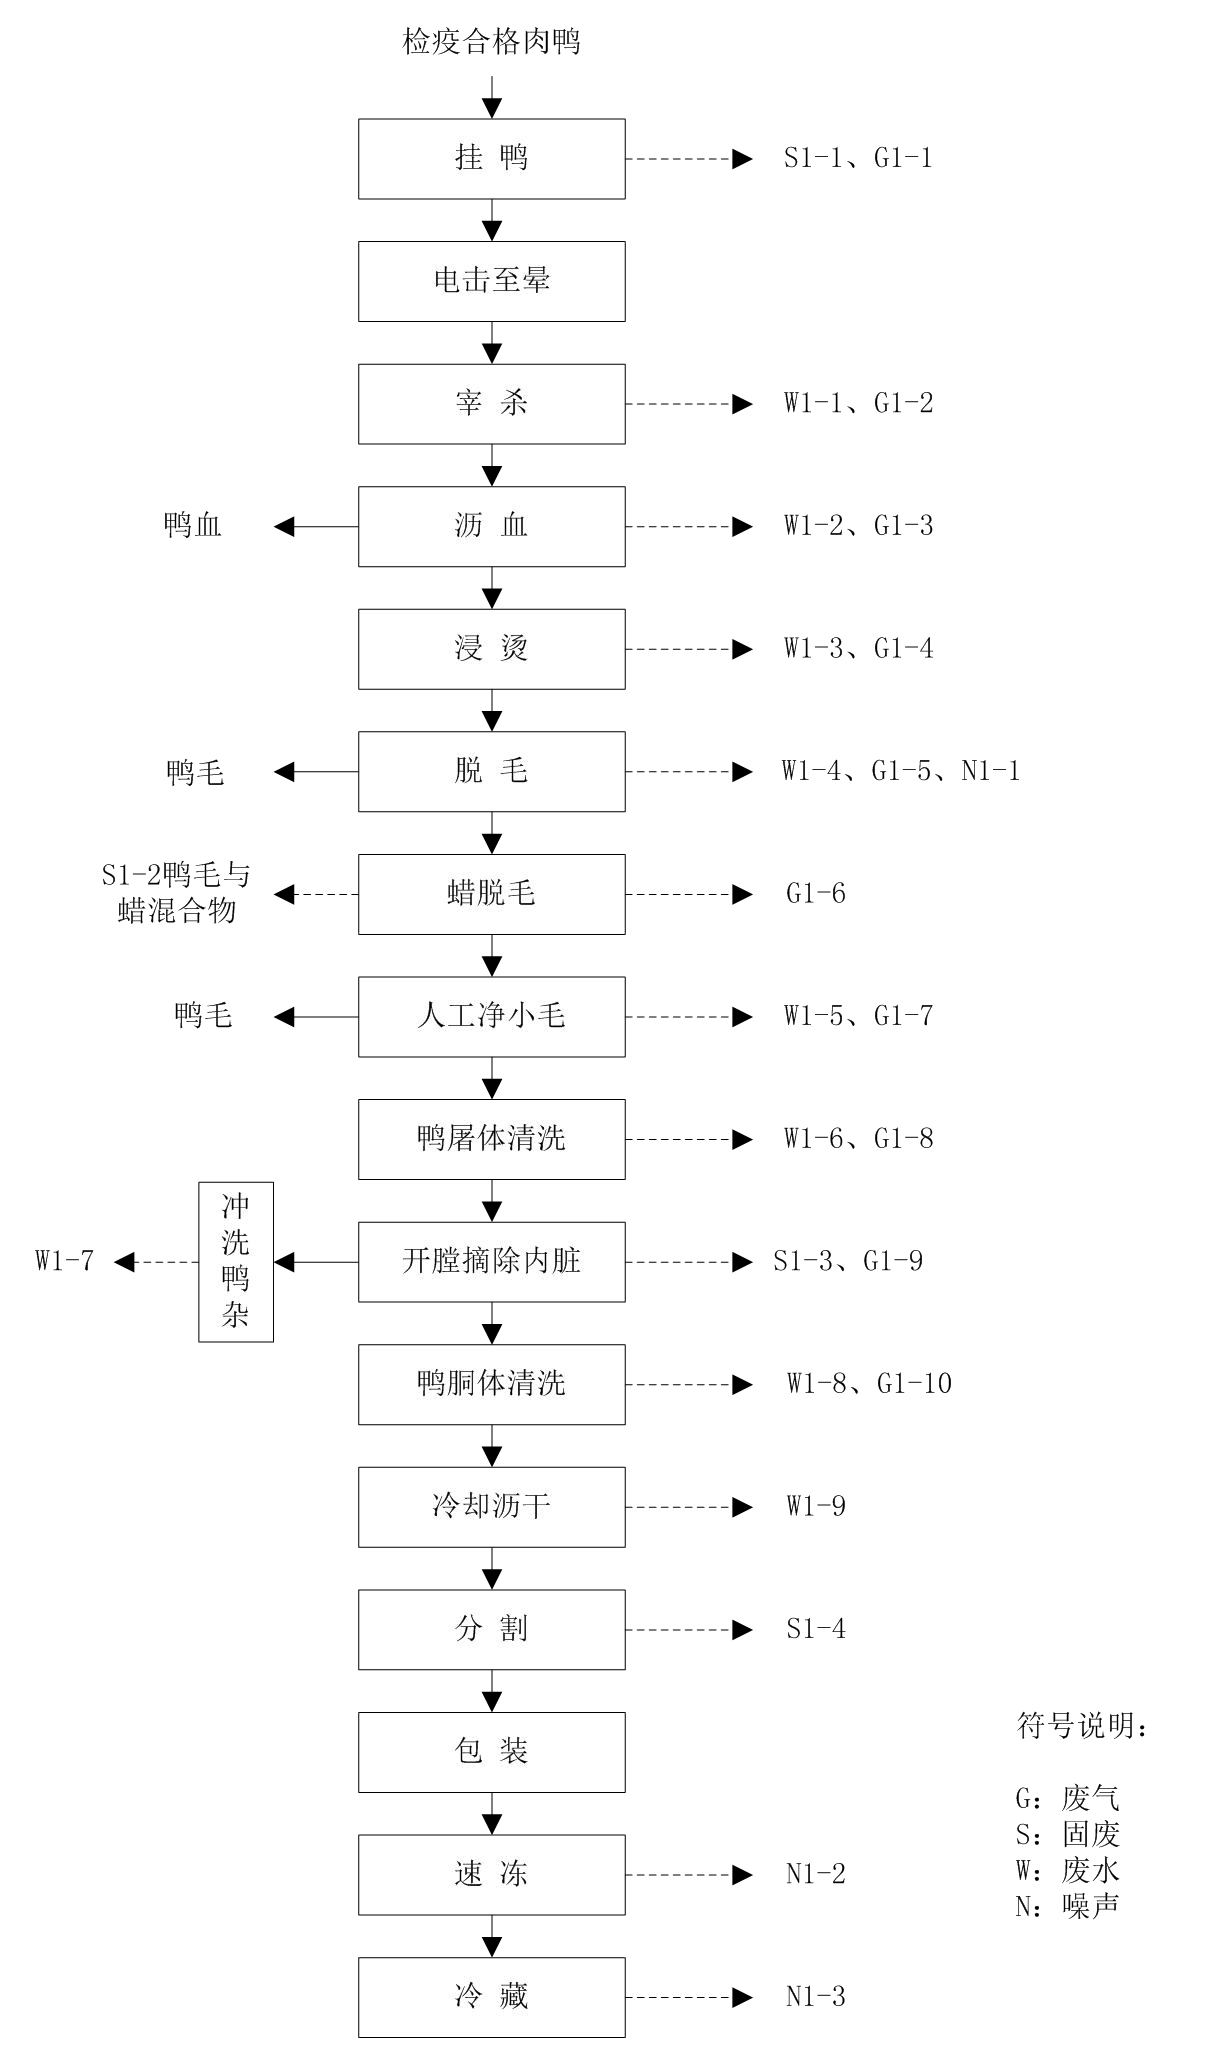 检疫合格肉鸭
挂 鸭
S1-1、G1-1
电击至晕
宰 杀
W1-1、G1-2
鸭血
沥 血
W1-2、G1-3
浸 烫
W1-3、G1-4
鸭毛
脱 毛
W1-4、G1-5、N1-1
S1-2鸭毛与
蜡混合物
蜡脱毛
G1-6
鸭毛
人工净小毛
W1-5、G1-7
鸭屠体清洗
W1-6、G1-8
W1-7
冲
洗
鸭
杂
开膛摘除内脏
S1-3、G1-9
鸭胴体清洗
W1-8、G1-10
冷却沥干
W1-9
分 割
S1-4
包 装
速 冻
N1-2
冷 藏
N1-3
符号说明：
G：废气
S：固废
W：废水
N：噪声